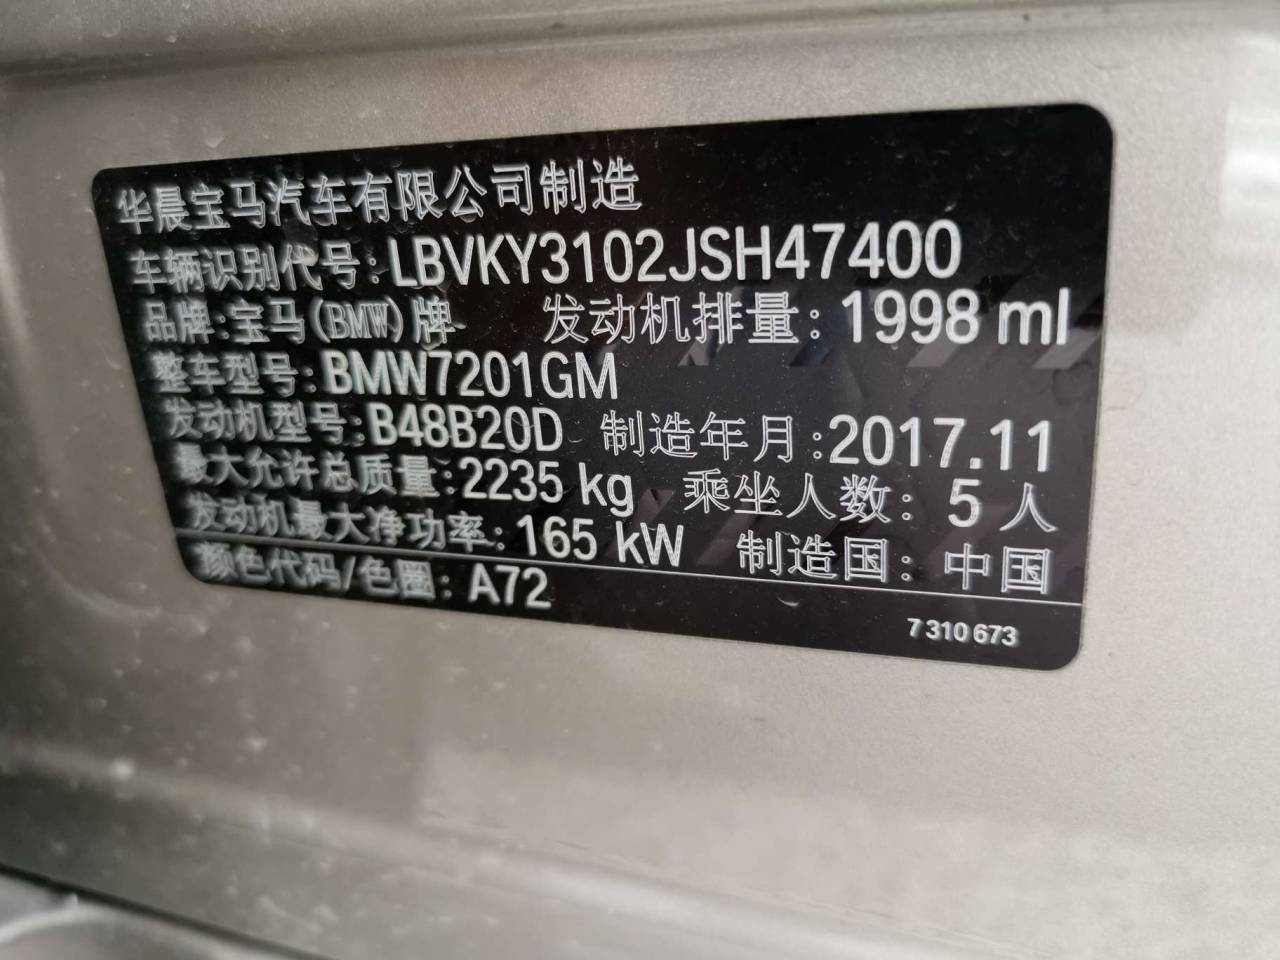 华晨宝马汽车有限公司制造
车辆识别代号:LBVKY3102JSH47400
品牌:宝马(BMW)牌 发动机排量: 1998 ml
整车型号:BMW7201GM
发动机型号:B48B20D 制造年月:2017.11
最大允许总质量:2235 kg 乘坐人数: 5 人
发动机最大净功率:165 kW 制造国: 中国
颜色代码/色圈: A72
7 310 673